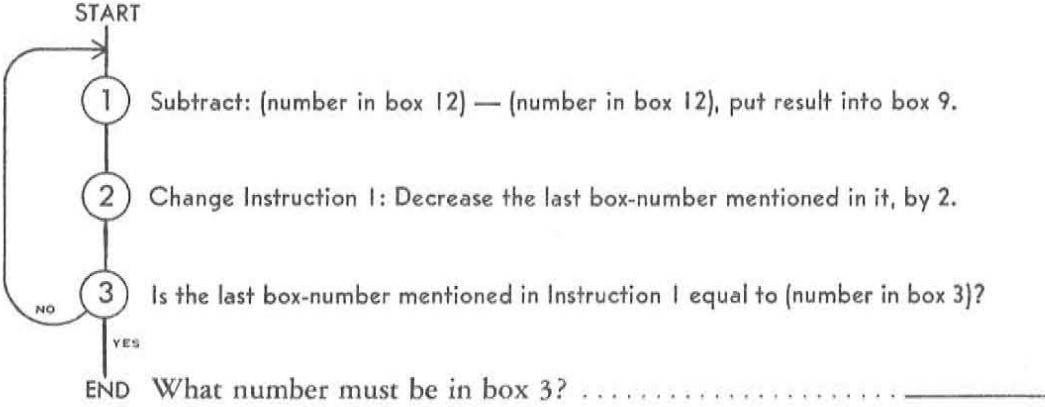 START
1 Subtract: (number in box 12) — (number in box 12), put result into box 9.
2 Change Instruction 1: Decrease the last box-number mentioned in it, by 2.
3 Is the last box-number mentioned in Instruction 1 equal to (number in box 3)?
NO
YES
END What number must be in box 3? . . . . . . . . . . . . . . . . . . . . . . ________